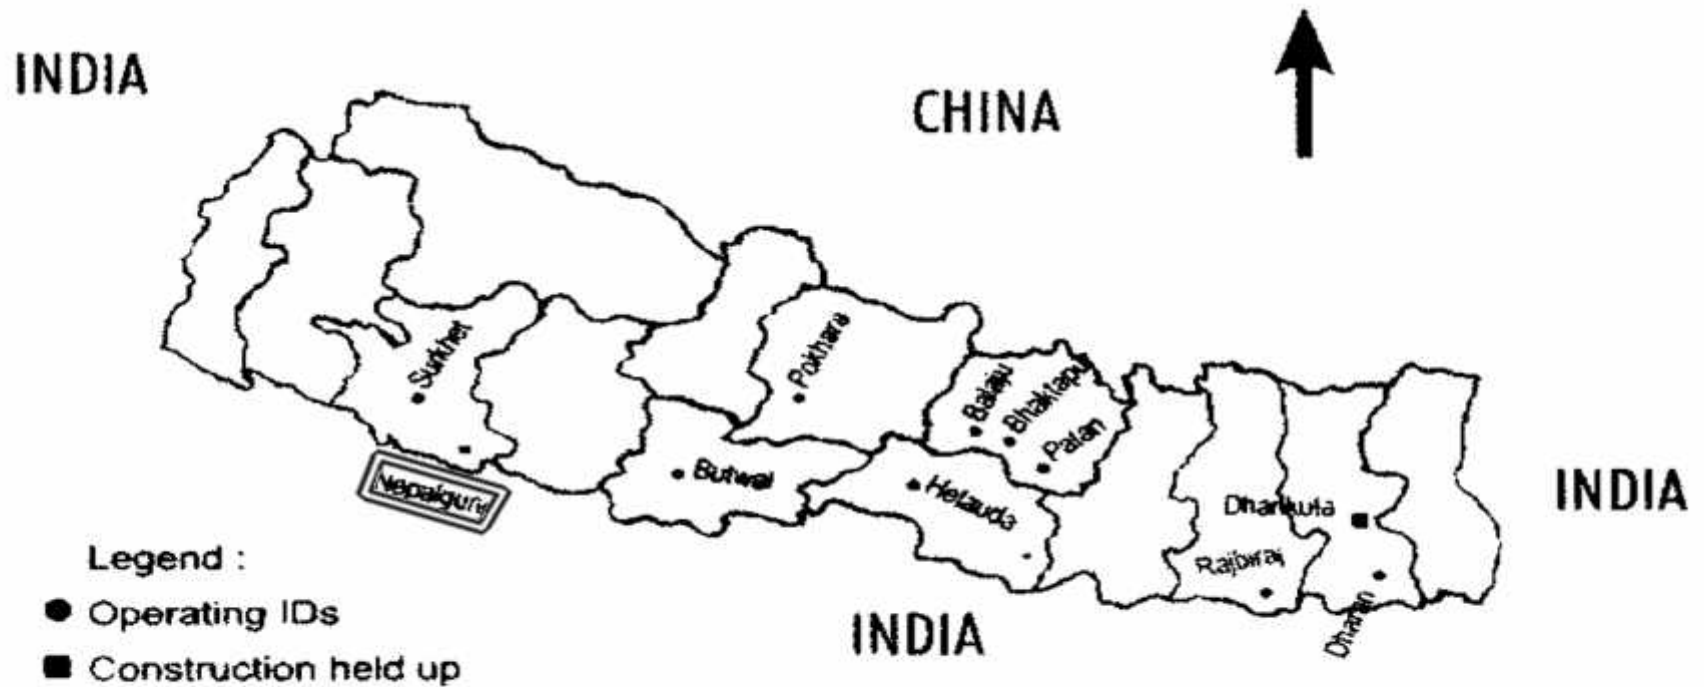 INDIA
CHINA
Surkhet
Pokhara
Balaju
Bhaktapu
Patan
Nepalgunj
Butwal
Hetauda
Dhankuta
INDIA
Rajbiraj
Dharan
INDIA
Legend :
Operating IDs
Construction held up